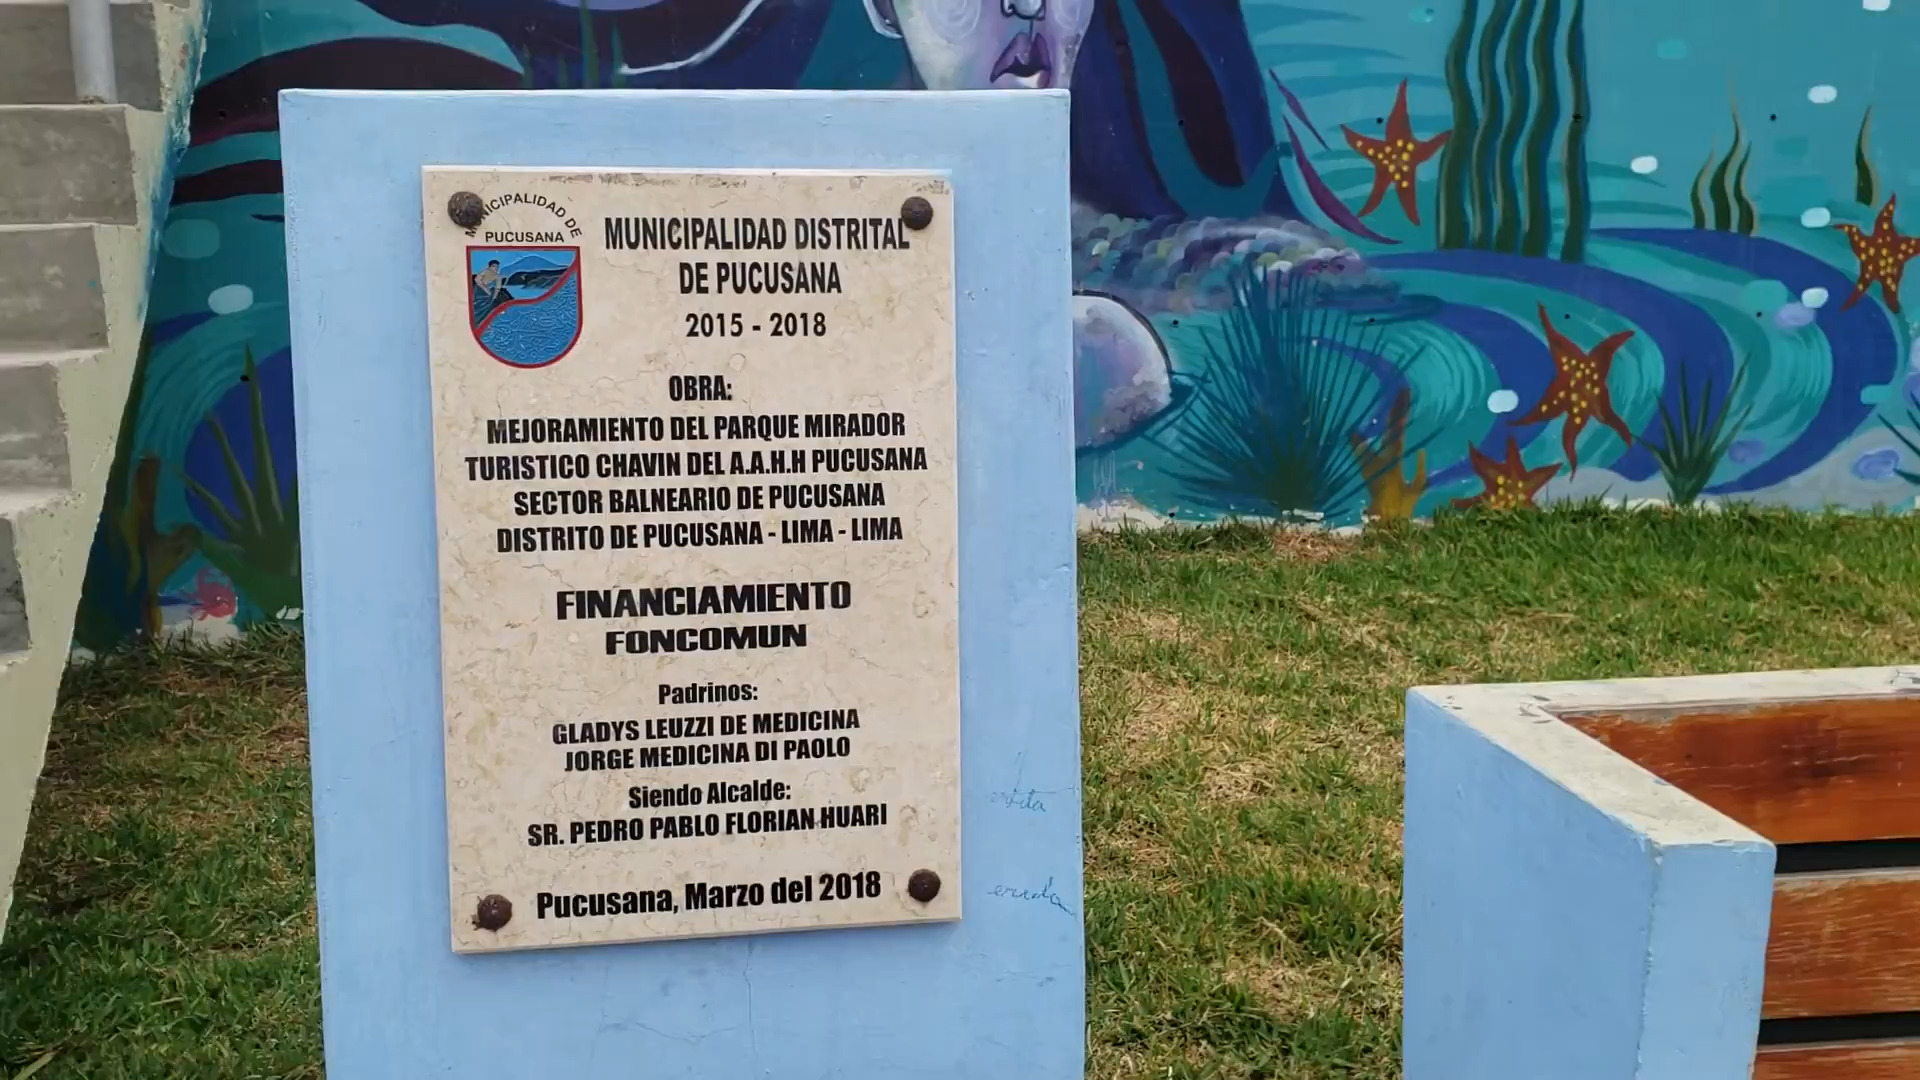 MUNICIPALIDAD DE
PUCUSANA
MUNICIPALIDAD DISTRITAL
DE PUCUSANA
2015 - 2018
OBRA:
MEJORAMIENTO DEL PARQUE MIRADOR
TURISTICO CHAVIN DEL A.A.H.H PUCUSANA
SECTOR BALNEARIO DE PUCUSANA
DISTRITO DE PUCUSANA - LIMA - LIMA
FINANCIAMIENTO
FONCOMUN
Padrinos:
GLADYS LEUZZI DE MEDICINA
JORGE MEDICINA DI PAOLO
Siendo Alcalde:
SR. PEDRO PABLO FLORIAN HUARI
Pucusana, Marzo del 2018